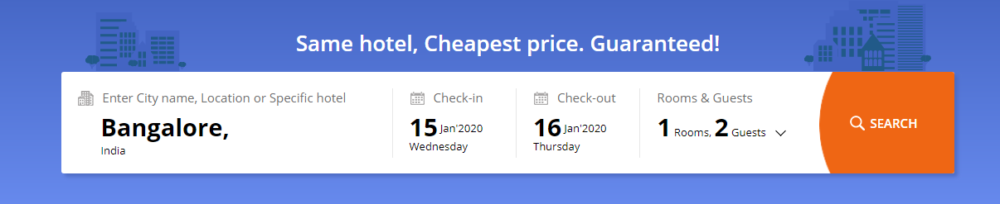 Same hotel, Cheapest price. Guaranteed!
Enter City name, Location or Specific hotel
Bangalore,
India
Check-in
15 Jan'2020
Wednesday
Check-out
16 Jan'2020
Thursday
Rooms & Guests
1 Rooms, 2 Guests
SEARCH